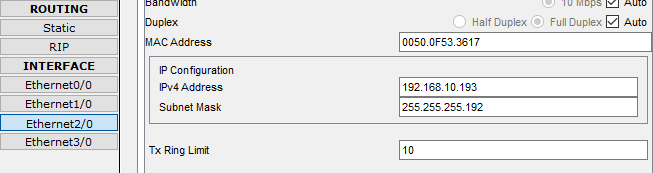 ROUTING
Static
RIP
INTERFACE
Ethernet0/0
Ethernet1/0
Ethernet2/0
Ethernet3/0
Bandwidth 10 Mbps Auto
Duplex Half Duplex Full Duplex Auto
MAC Address 0050.0F53.3617
IP Configuration
IPv4 Address 192.168.10.193
Subnet Mask 255.255.255.192
Tx Ring Limit 10